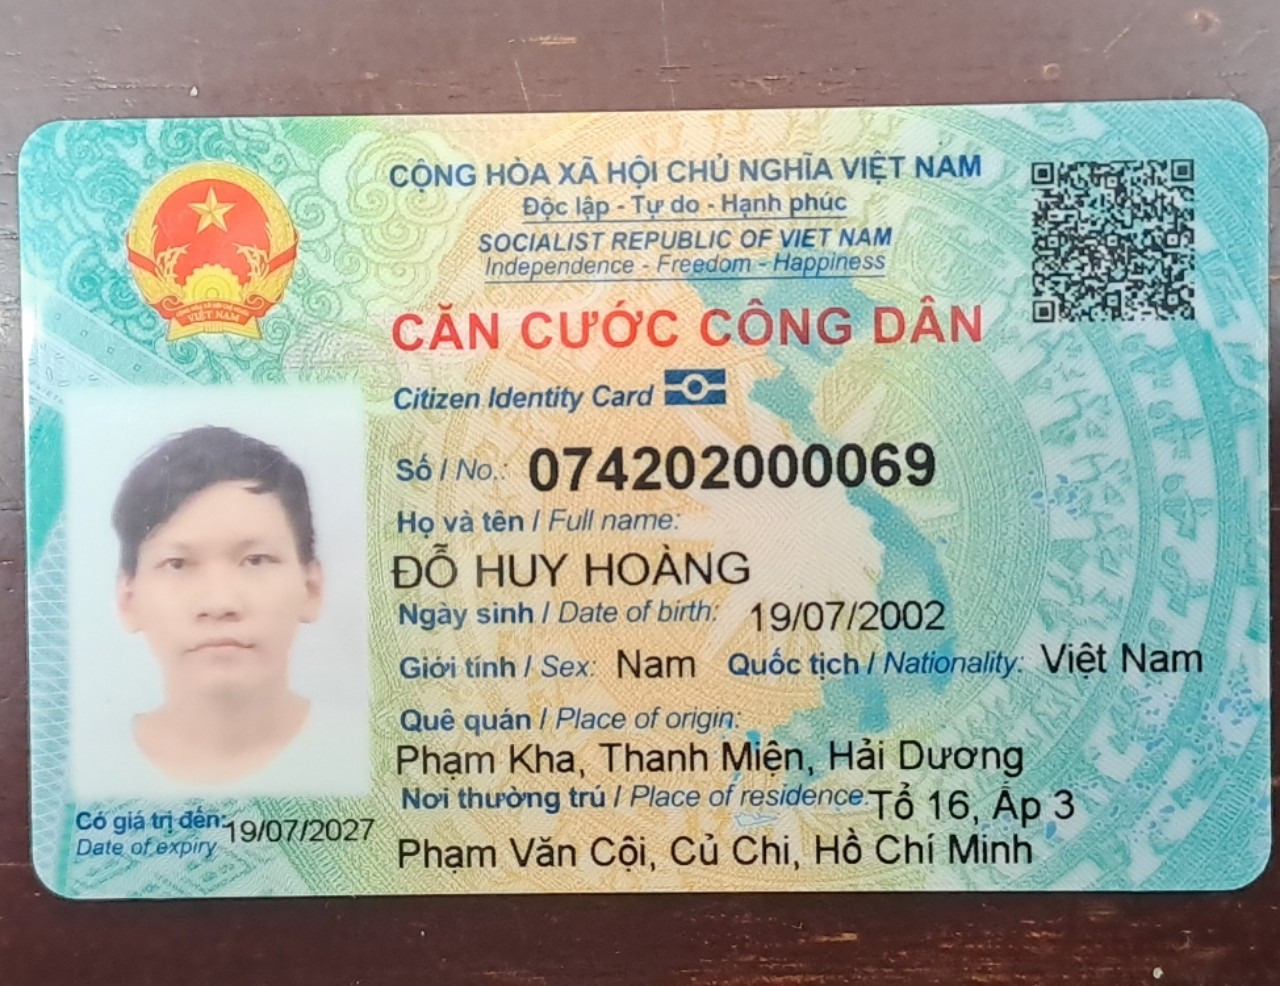 CỘNG HÒA XÃ HỘI CHỦ NGHĨA VIỆT NAM
Độc lập - Tự do - Hạnh phúc
SOCIALIST REPUBLIC OF VIET NAM
Independence - Freedom - Happiness
VIỆT NAM
CĂN CƯỚC CÔNG DÂN
Citizen Identity Card
Số / No.: 074202000069
Họ và tên / Full name:
ĐỖ HUY HOÀNG
Ngày sinh / Date of birth: 19/07/2002
Giới tính / Sex: Nam Quốc tịch / Nationality: Việt Nam
Quê quán / Place of origin:
Phạm Kha, Thanh Miện, Hải Dương
Nơi thường trú / Place of residence: Tổ 16, Ấp 3
Phạm Văn Cội, Củ Chi, Hồ Chí Minh
Có giá trị đến: 19/07/2027
Date of expiry